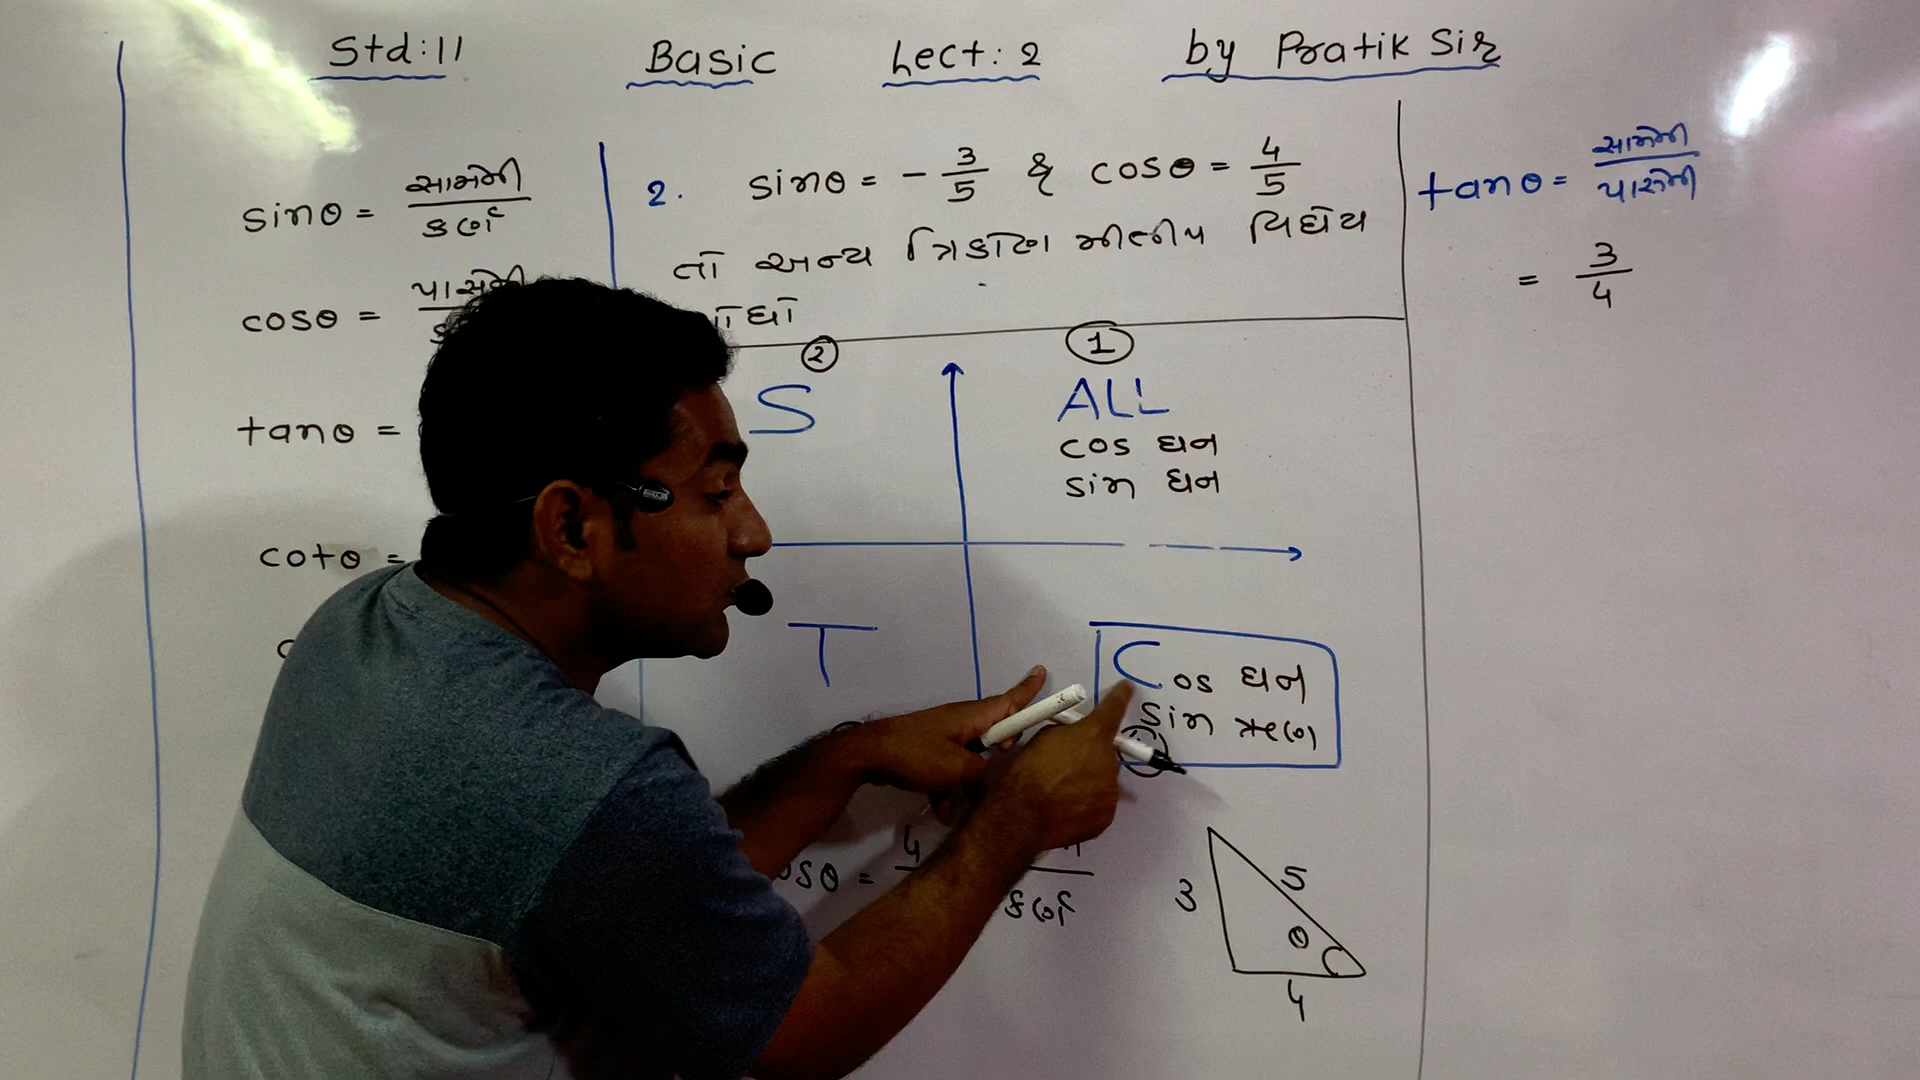 Std:11 Basic Lect: 2 by Pratik Sir
sinθ = સામેની / કર્ણ
cosθ =
tanθ =
cotθ =
2. sinθ = - 3/5 & cosθ = 4/5
તો અન્ય ત્રિકોણ મીતીય વિધેય
ધો
2
S
1
ALL
cos ધન
sin ધન
T
Cos ધન
sin ઋણ
osθ = 4
કર્ણ
3
5
θ
4
tanθ = સામેની / પાસેની
= 3/4